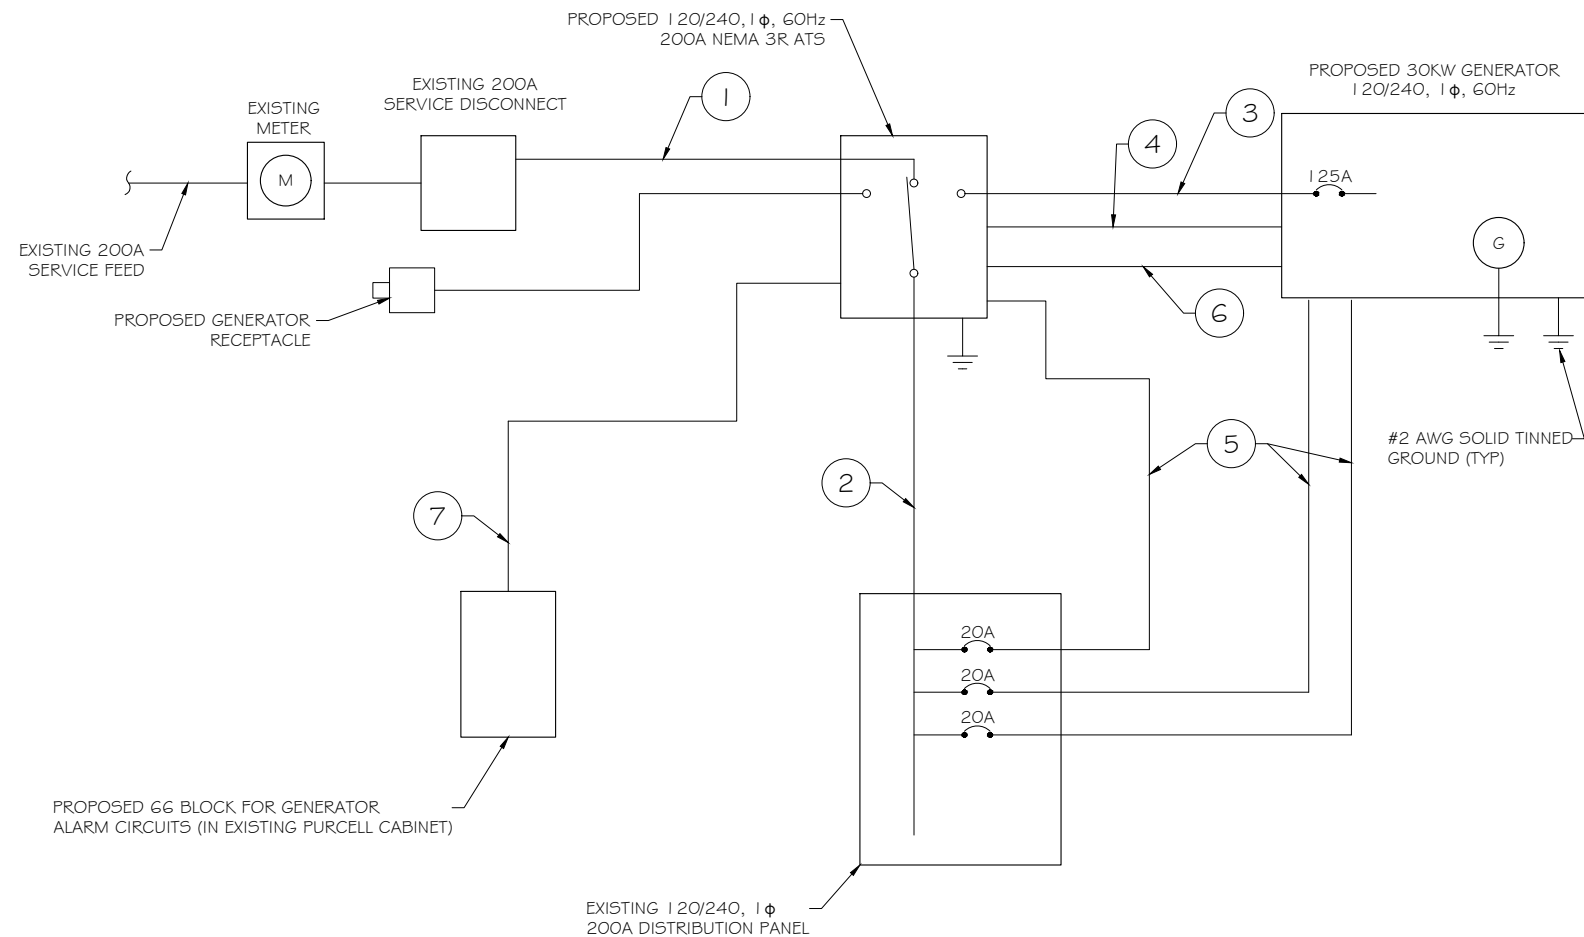 PROPOSED 120/240, 1ϕ, 60Hz
200A NEMA 3R ATS
EXISTING 200A
SERVICE DISCONNECT
1
EXISTING
METER
M
PROPOSED 30KW GENERATOR
120/240, 1ϕ, 60Hz
3
4
125A
G
EXISTING 200A
SERVICE FEED
PROPOSED GENERATOR
RECEPTACLE
6
5
#2 AWG SOLID TINNED
GROUND (TYP)
2
7
20A
20A
20A
PROPOSED 66 BLOCK FOR GENERATOR
ALARM CIRCUITS (IN EXISTING PURCELL CABINET)
EXISTING 120/240, 1ϕ
200A DISTRIBUTION PANEL